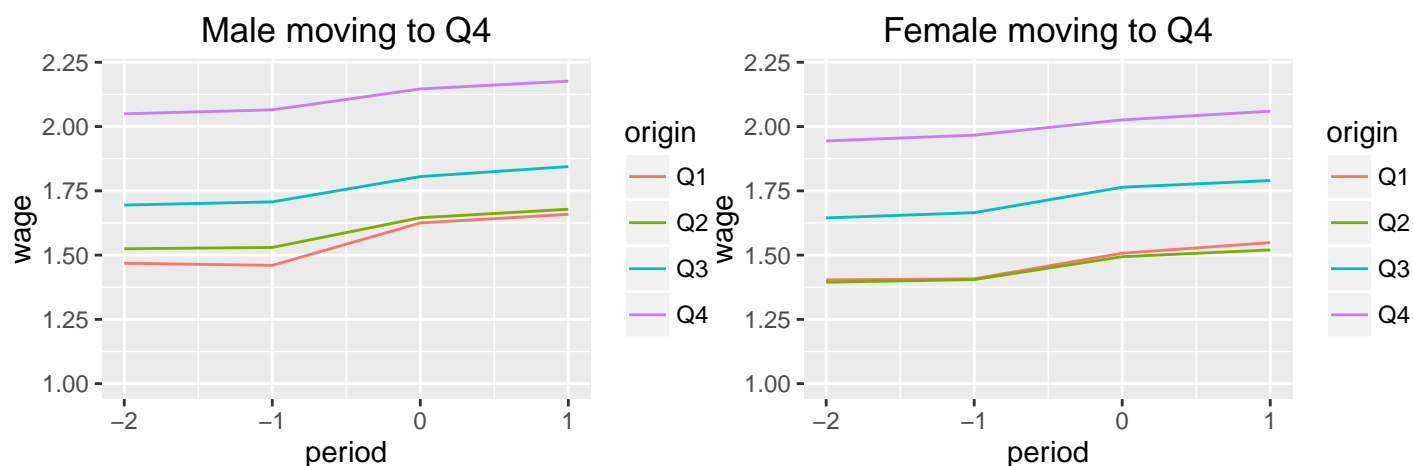 Male moving to Q4
2.25
2.00
1.75
1.50
1.25
1.00
wage
−2
−1
0
1
period
origin
Q1
Q2
Q3
Q4
Female moving to Q4
2.25
2.00
1.75
1.50
1.25
1.00
wage
−2
−1
0
1
period
origin
Q1
Q2
Q3
Q4